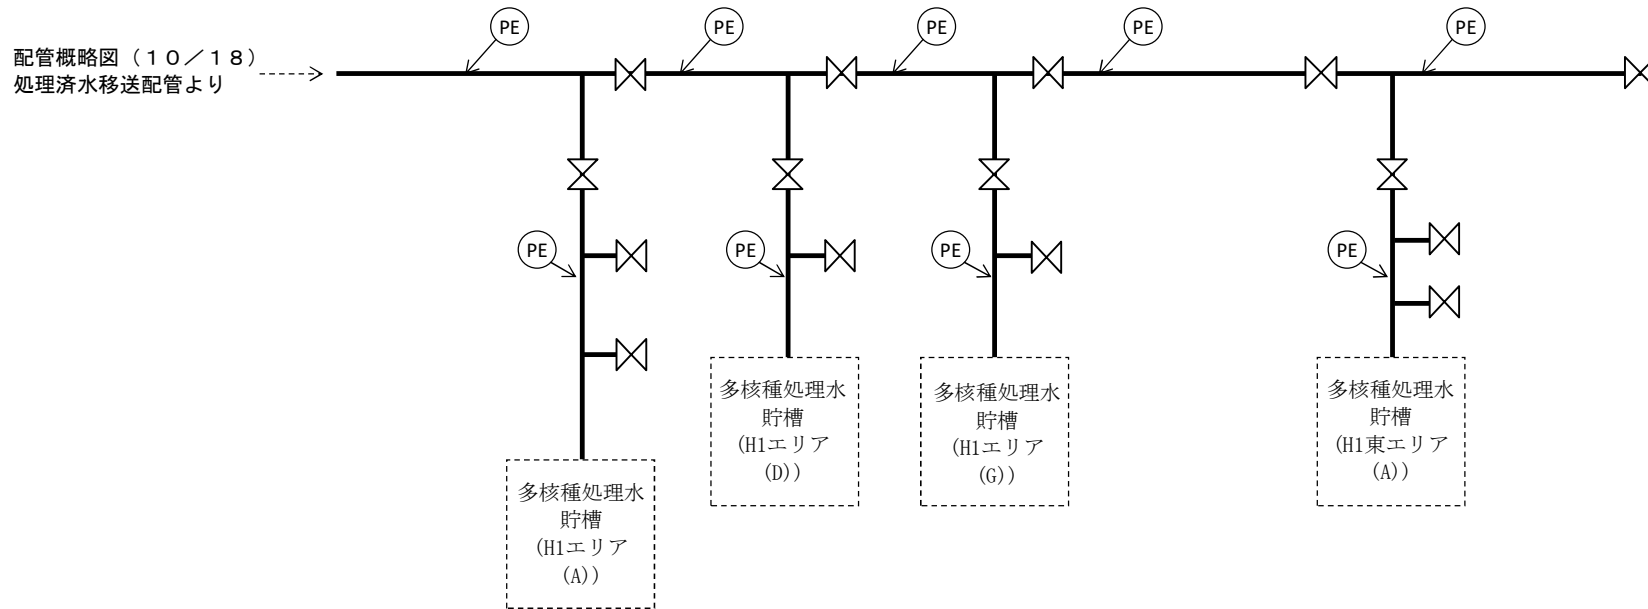 PE
PE
PE
PE
PE
配管概略図（１０／１８）
処理済水移送配管より
PE
PE
PE
PE
多核種処理水
貯槽
(H1エリア
(D))
多核種処理水
貯槽
(H1エリア
(G))
多核種処理水
貯槽
(H1東エリア
(A))
多核種処理水
貯槽
(H1エリア
(A))